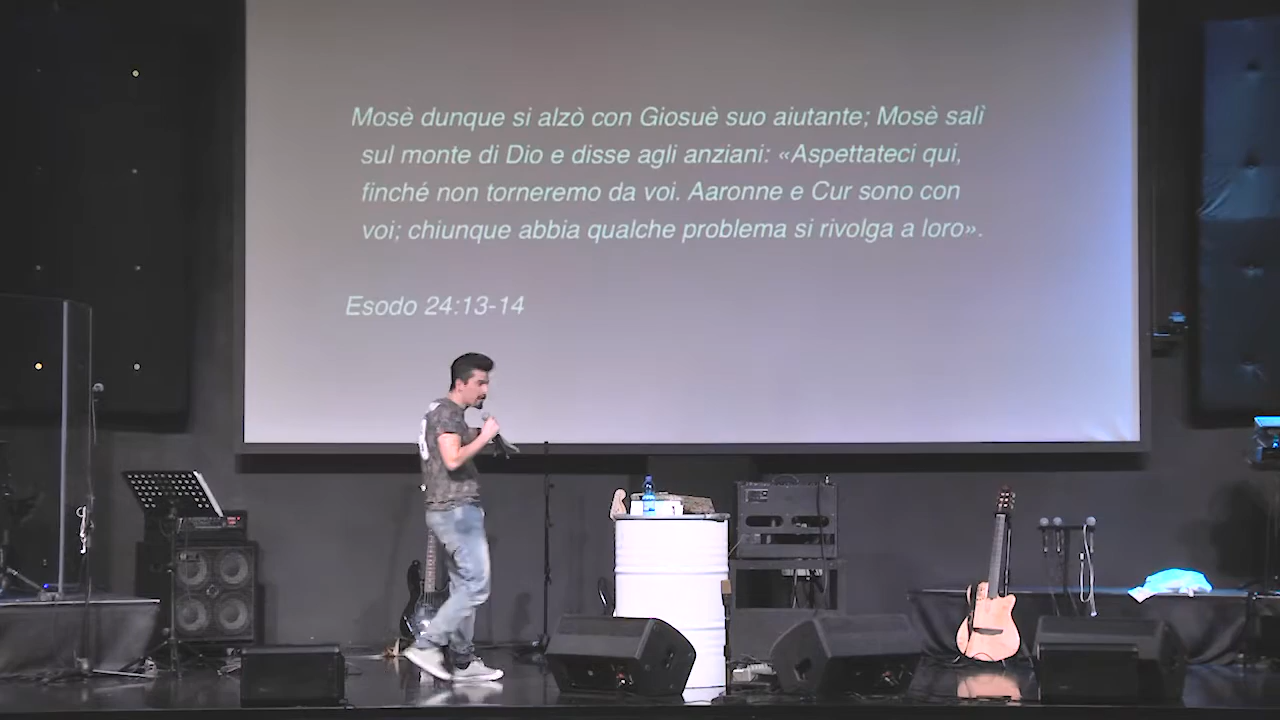 Mosè dunque si alzò con Giosuè suo aiutante; Mosè salì
sul monte di Dio e disse agli anziani: «Aspettateci qui,
finché non torneremo da voi. Aaronne e Cur sono con
voi; chiunque abbia qualche problema si rivolga a loro».
Esodo 24:13-14